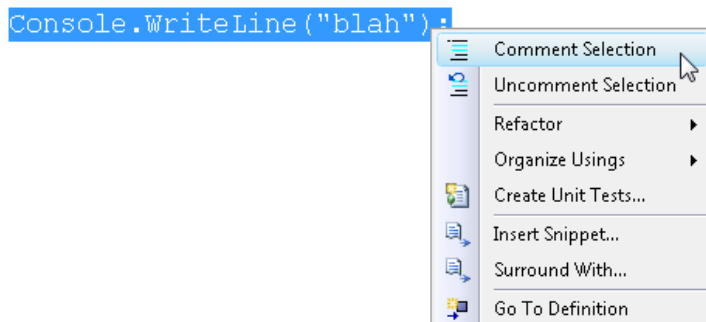 Console.WriteLine("blah");
Comment Selection
Uncomment Selection
Refactor
Organize Usings
Create Unit Tests...
Insert Snippet...
Surround With...
Go To Definition